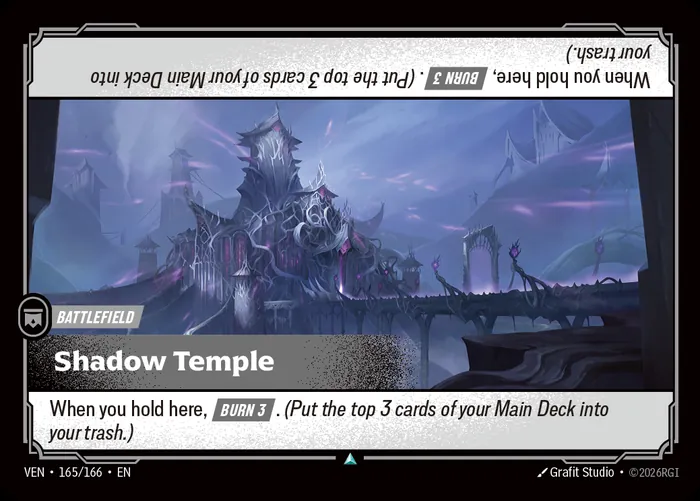 When you hold here, BURN 3. (Put the top 3 cards of your Main Deck into
your trash.)
BATTLEFIELD
Shadow Temple
When you hold here, BURN 3. (Put the top 3 cards of your Main Deck into
your trash.)
VEN • 165/166 • EN
Grafit Studio • ©2026RGI